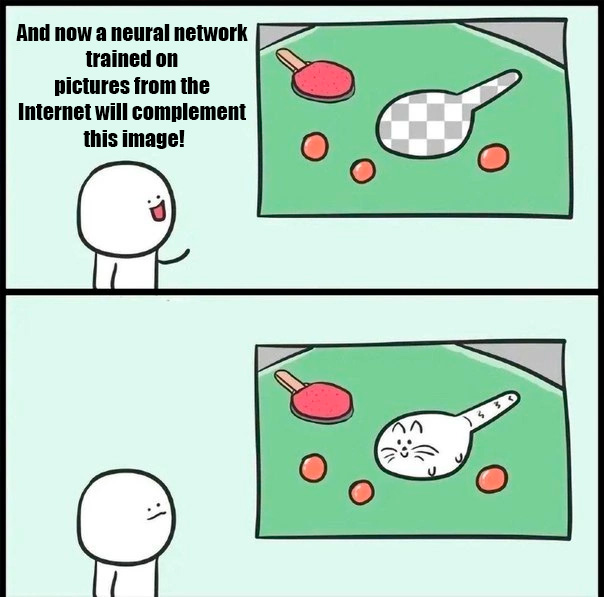 And now a neural network
trained on
pictures from the
Internet will complement
this image!